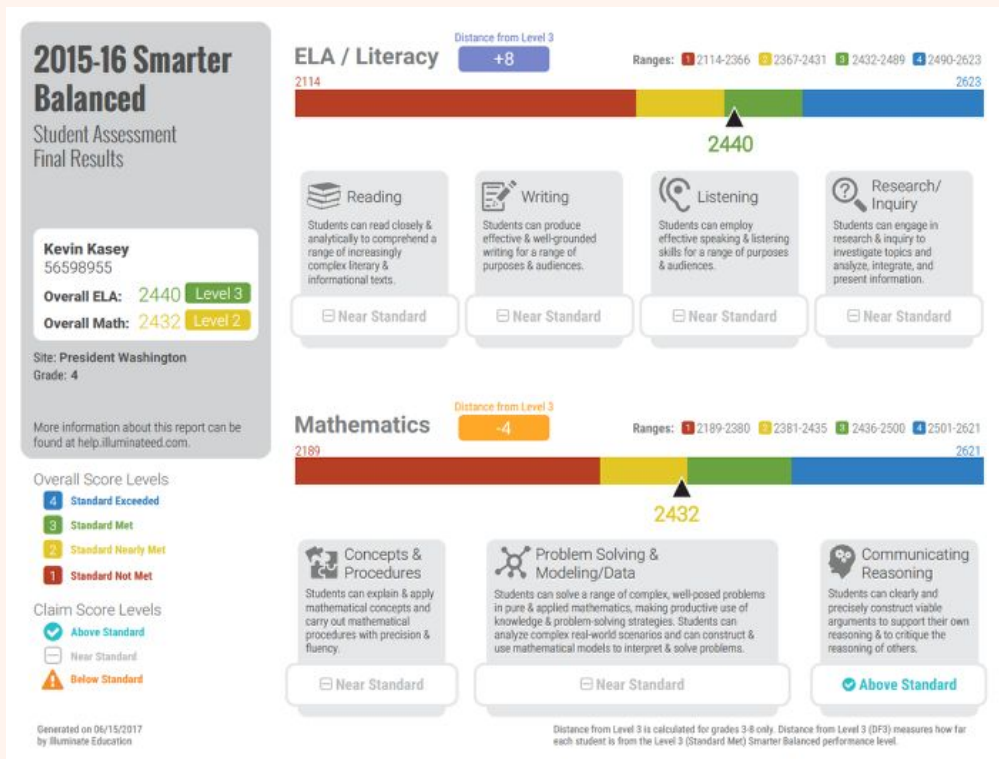 2015-16 Smarter
Balanced
Student Assessment
Final Results
Kevin Kasey
56598955
Overall ELA: 2440 Level 3
Overall Math: 2432 Level 2
Site: President Washington
Grade: 4
More information about this report can be
found at help.illuminateed.com.
Overall Score Levels
4 Standard Exceeded
3 Standard Met
2 Standard Nearly Met
1 Standard Not Met
Claim Score Levels
Above Standard
Near Standard
Below Standard
Generated on 06/15/2017
by Illuminate Education
ELA / Literacy
Distance from Level 3
+8
Ranges: 1 2114-2366 2 2367-2431 3 2432-2489 4 2490-2623
2114
2623
2440
Reading
Students can read closely &
analytically to comprehend a
range of increasingly
complex literary &
informational texts.
Near Standard
Writing
Students can produce
effective & well-grounded
writing for a range of
purposes & audiences.
Near Standard
Listening
Students can employ
effective speaking & listening
skills for a range of purposes
& audiences.
Near Standard
Research/
Inquiry
Students can engage in
research & inquiry to
investigate topics and
analyze, integrate, and
present information.
Near Standard
Mathematics
Distance from Level 3
-4
Ranges: 1 2189-2380 2 2381-2435 3 2436-2500 4 2501-2621
2189
2621
2432
Concepts &
Procedures
Students can explain & apply
mathematical concepts and
carry out mathematical
procedures with precision &
fluency.
Near Standard
Problem Solving &
Modeling/Data
Students can solve a range of complex, well-posed problems
in pure & applied mathematics, making productive use of
knowledge & problem-solving strategies. Students can
analyze complex real-world scenarios and can construct &
use mathematical models to interpret & solve problems.
Near Standard
Communicating
Reasoning
Students can clearly and
precisely construct viable
arguments to support their own
reasoning & to critique the
reasoning of others.
Above Standard
Distance from Level 3 is calculated for grades 3-8 only. Distance from Level 3 (DF3) measures how far
each student is from the Level 3 (Standard Met) Smarter Balanced performance level.